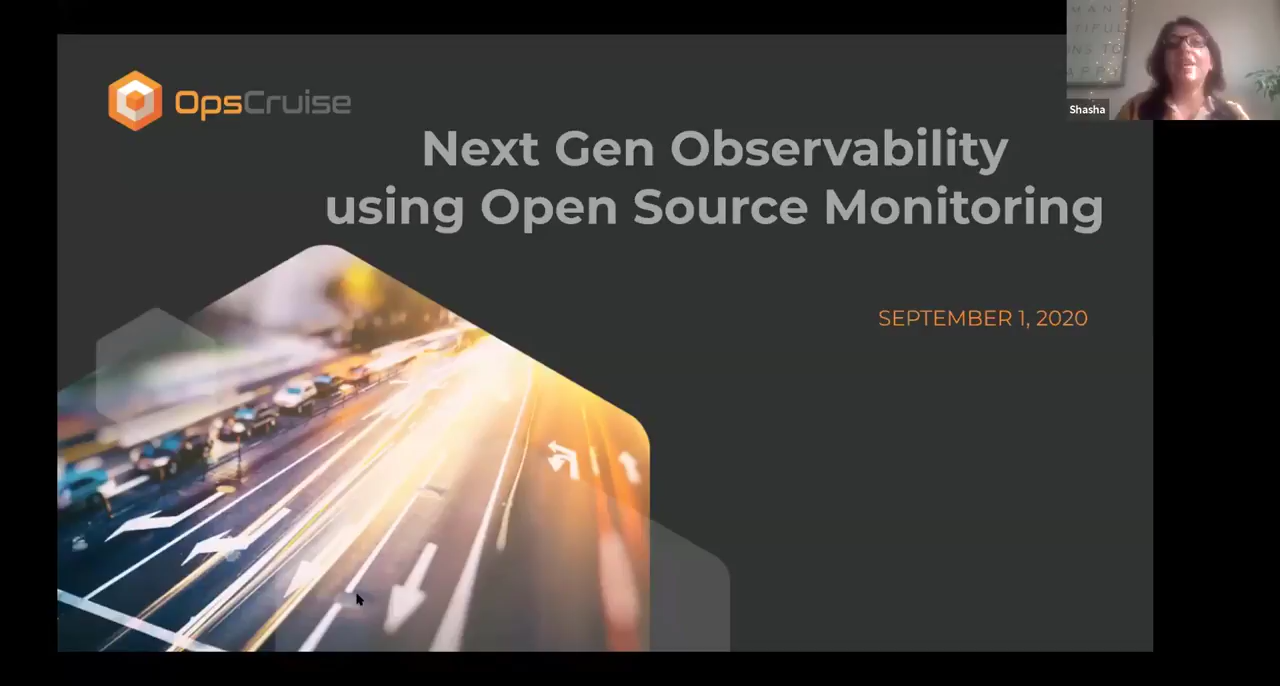 OpsCruise
Next Gen Observability
using Open Source Monitoring
SEPTEMBER 1, 2020
Shasha